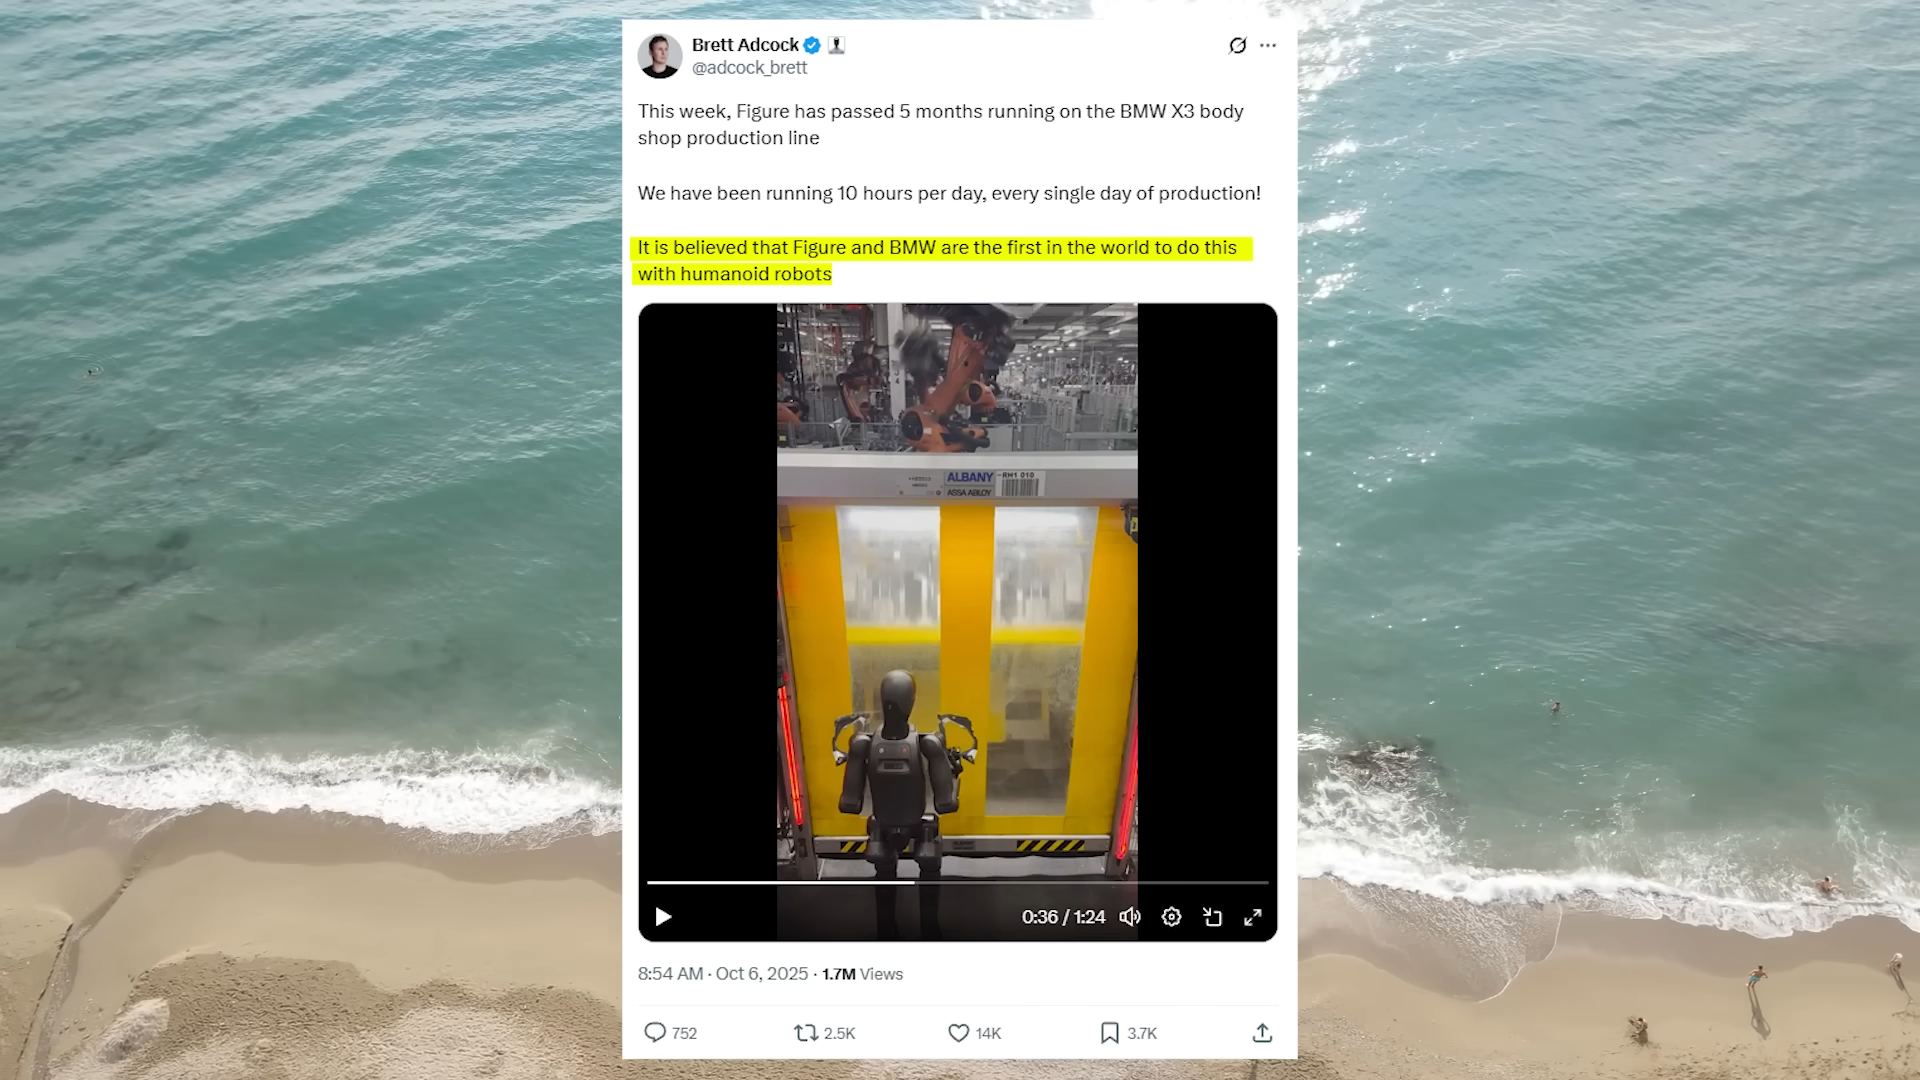 Brett Adcock
@adcock_brett
This week, Figure has passed 5 months running on the BMW X3 body
shop production line
We have been running 10 hours per day, every single day of production!
It is believed that Figure and BMW are the first in the world to do this
with humanoid robots
ALBANY
-RH1 010
ASSA ABLOY
0:36 / 1:24
8:54 AM · Oct 6, 2025 · 1.7M Views
752
2.5K
14K
3.7K